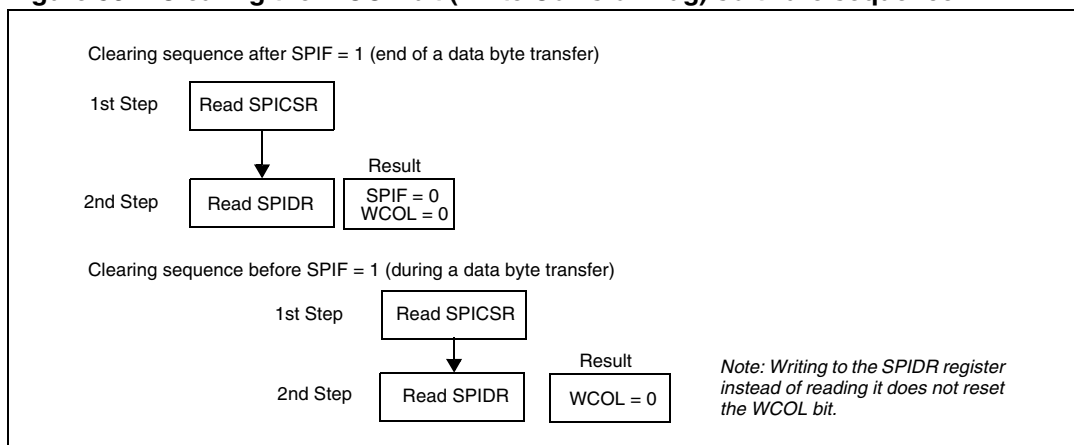 Clearing sequence after SPIF = 1 (end of a data byte transfer)
1st Step
Read SPICSR
Result
2nd Step
Read SPIDR
SPIF = 0
WCOL = 0
Clearing sequence before SPIF = 1 (during a data byte transfer)
1st Step
Read SPICSR
Result
2nd Step
Read SPIDR
WCOL = 0
Note: Writing to the SPIDR register
instead of reading it does not reset
the WCOL bit.